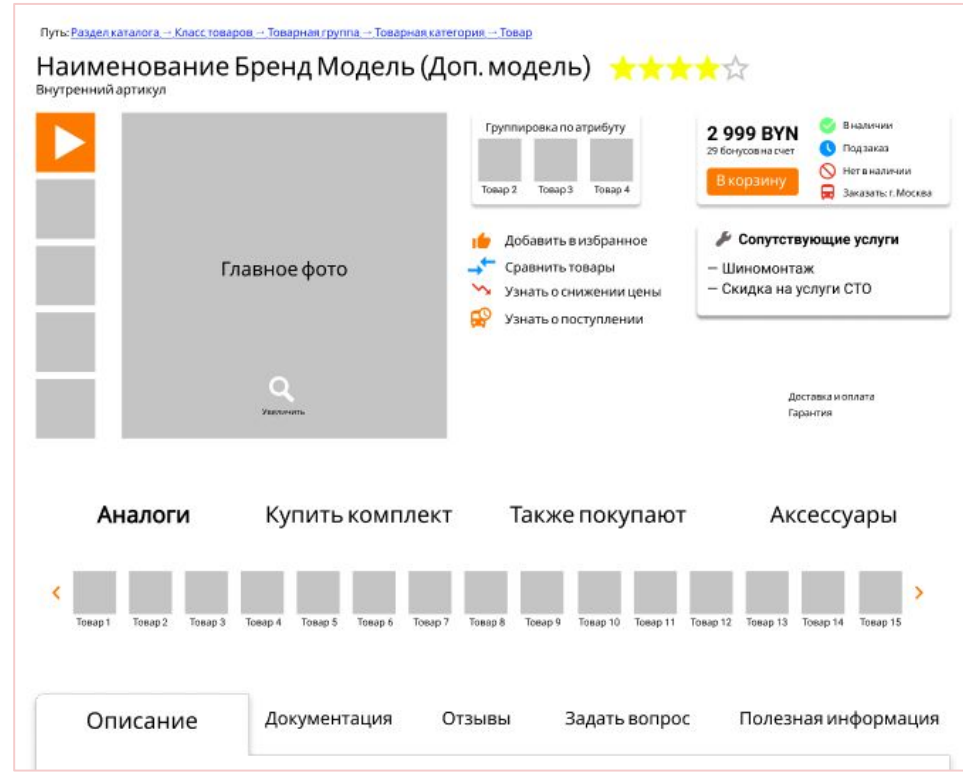 Путь: Раздел каталога → Класс товаров → Товарная группа → Товарная категория → Товар
Наименование Бренд Модель (Доп. модель)
Внутренний артикул
Главное фото
Увеличить
Группировка по атрибуту
Товар 2 Товар 3 Товар 4
Добавить в избранное
Сравнить товары
Узнать о снижении цены
Узнать о поступлении
2 999 BYN
29 бонусов на счет
В корзину
В наличии
Под заказ
Нет в наличии
Заказать: г. Москва
Сопутствующие услуги
— Шиномонтаж
— Скидка на услуги СТО
Доставка и оплата
Гарантия
Аналоги Купить комплект Также покупают Аксессуары
Товар 1 Товар 2 Товар 3 Товар 4 Товар 5 Товар 6 Товар 7 Товар 8 Товар 9 Товар 10 Товар 11 Товар 12 Товар 13 Товар 14 Товар 15
Описание Документация Отзывы Задать вопрос Полезная информация